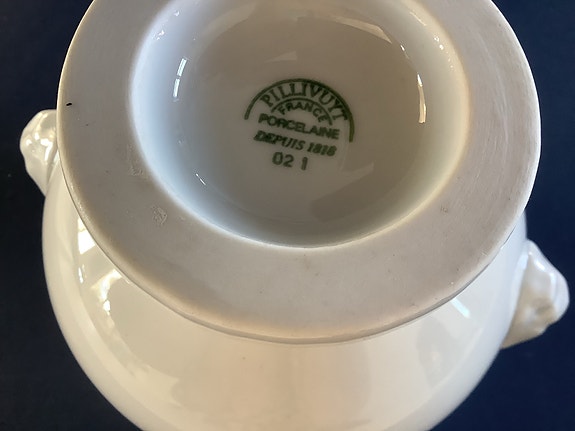 PILLIVUYT
FRANCE
PORCELAINE
DEPUIS 1818
02 1